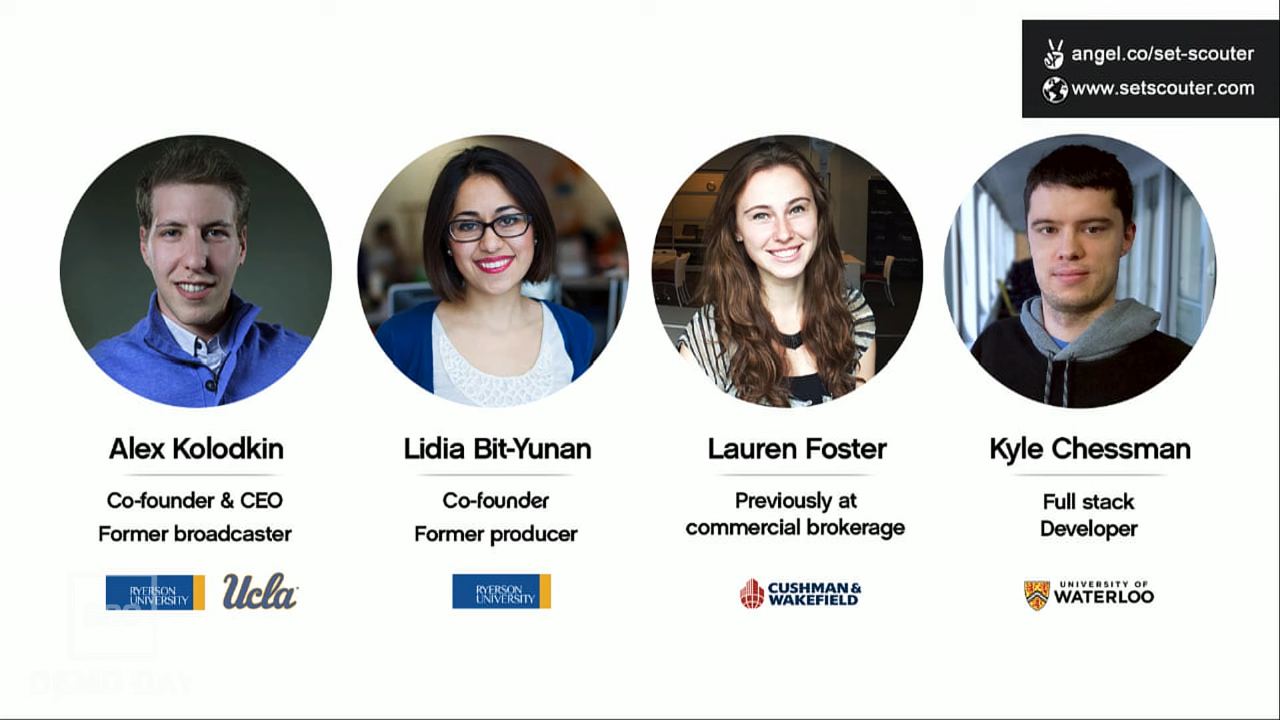 angel.co/set-scouter
www.setscouter.com
Alex Kolodkin
Co-founder & CEO
Former broadcaster
RYERSON
UNIVERSITY
Ucla
Lidia Bit-Yunan
Co-founder
Former producer
RYERSON
UNIVERSITY
Lauren Foster
Previously at
commercial brokerage
CUSHMAN &
WAKEFIELD
Kyle Chessman
Full stack
Developer
UNIVERSITY OF
WATERLOO
DEMO DAY